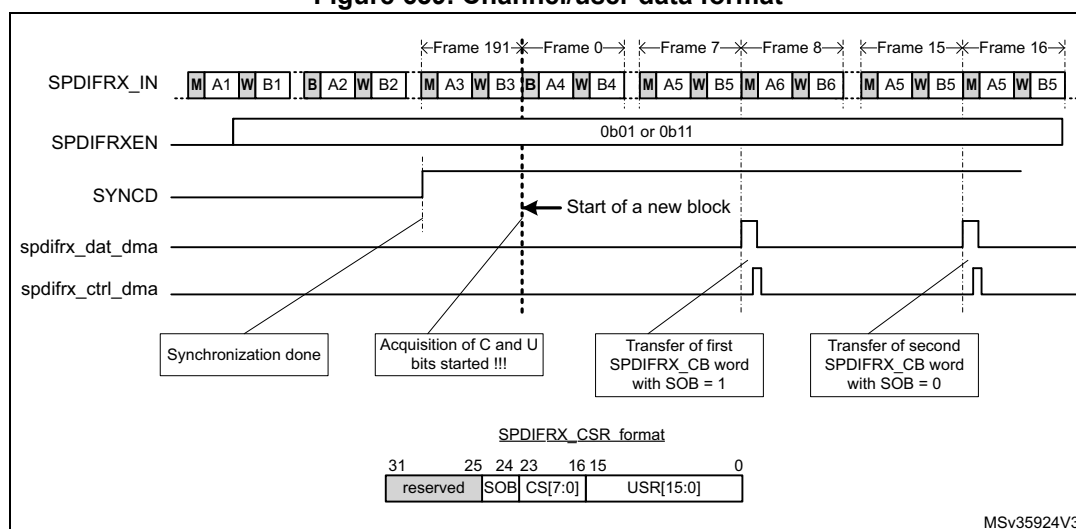 Figure 859. Channel/user data format
Frame 191 Frame 0 Frame 7 Frame 8 Frame 15 Frame 16
SPDIFRX_IN M A1 W B1 B A2 W B2 M A3 W B3 B A4 W B4 M A5 W B5 M A6 W B6 M A5 W B5 M A5 W B5
SPDIFRXEN 0b01 or 0b11
SYNCD
Start of a new block
spdifrx_dat_dma
spdifrx_ctrl_dma
Synchronization done
Acquisition of C and U
bits started !!!
Transfer of first
SPDIFRX_CB word
with SOB = 1
Transfer of second
SPDIFRX_CB word
with SOB = 0
SPDIFRX_CSR format
31 25 24 23 16 15 0
reserved SOB CS[7:0] USR[15:0]
MSv35924V3